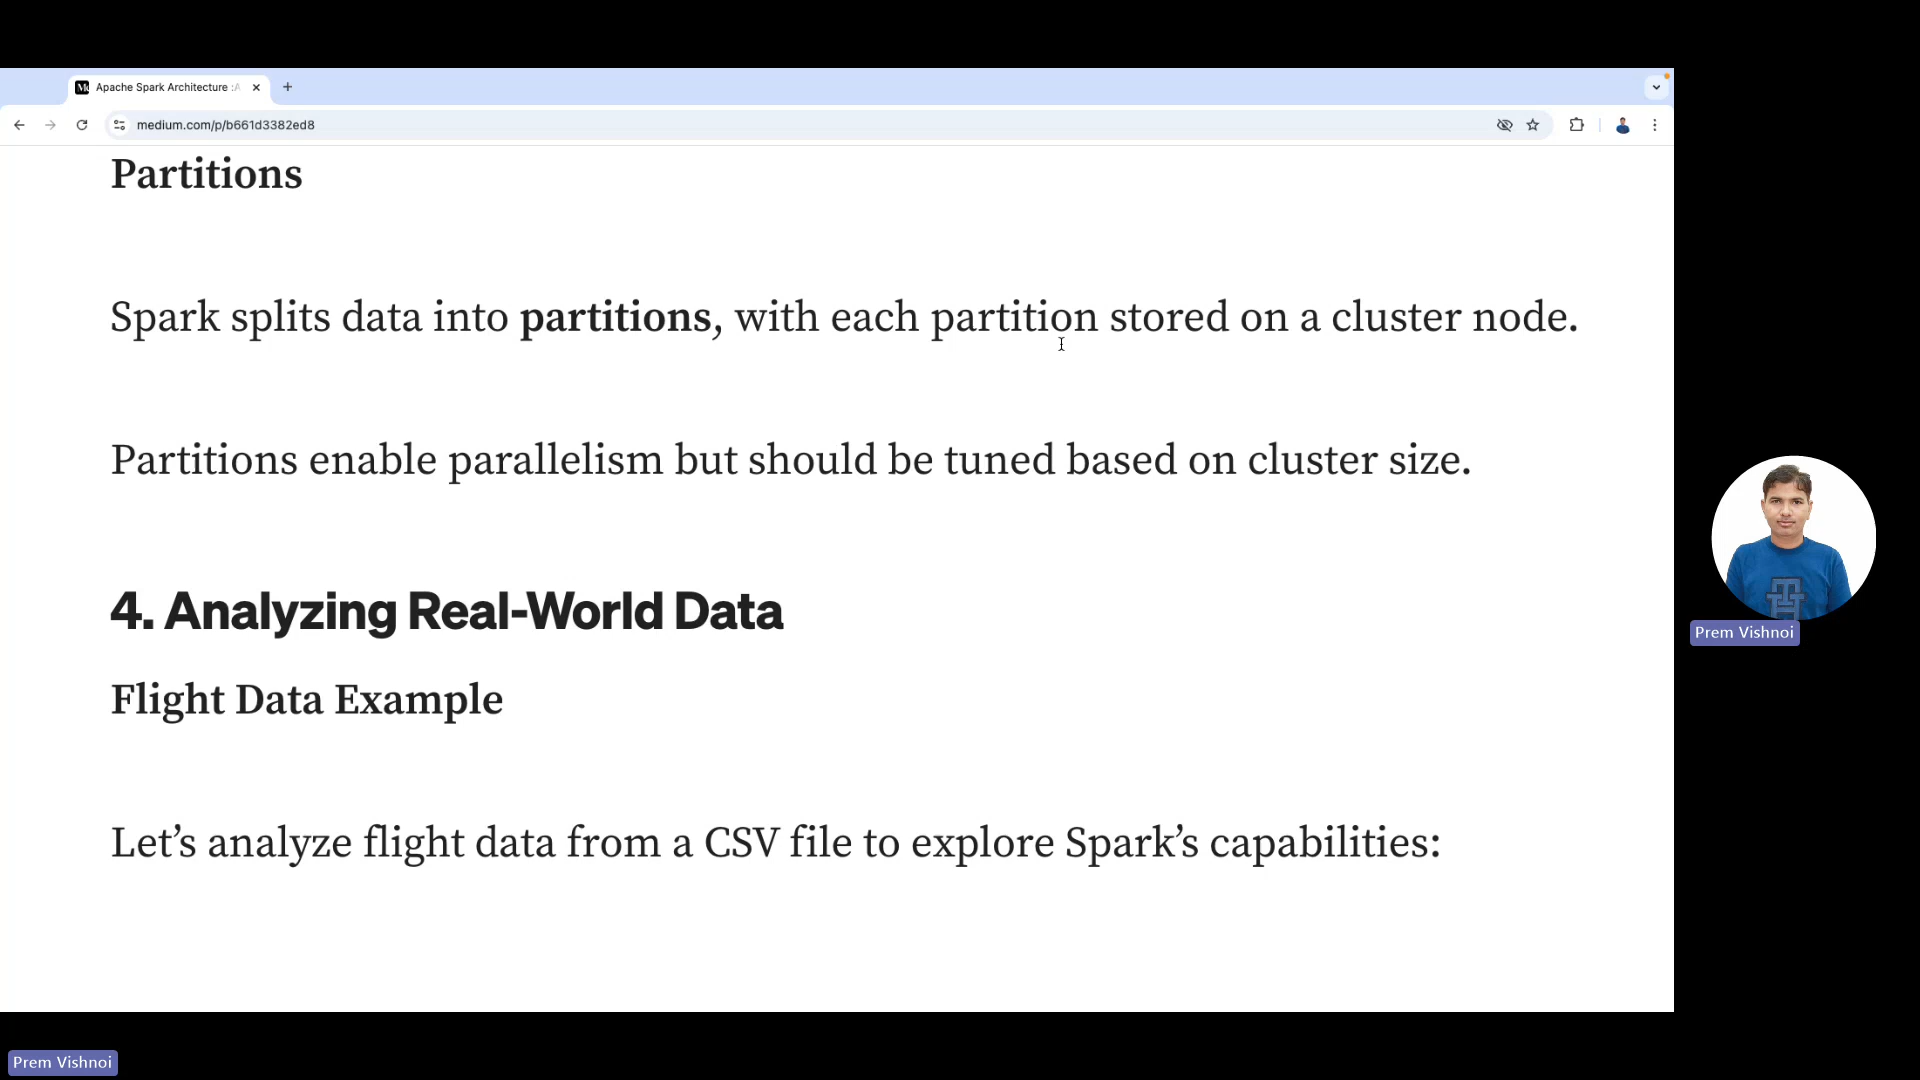 Apache Spark Architecture :A
medium.com/p/b661d3382ed8
Partitions
Spark splits data into partitions, with each partition stored on a cluster node.
Partitions enable parallelism but should be tuned based on cluster size.
4. Analyzing Real-World Data
Flight Data Example
Let’s analyze flight data from a CSV file to explore Spark’s capabilities:
Prem Vishnoi
Prem Vishnoi